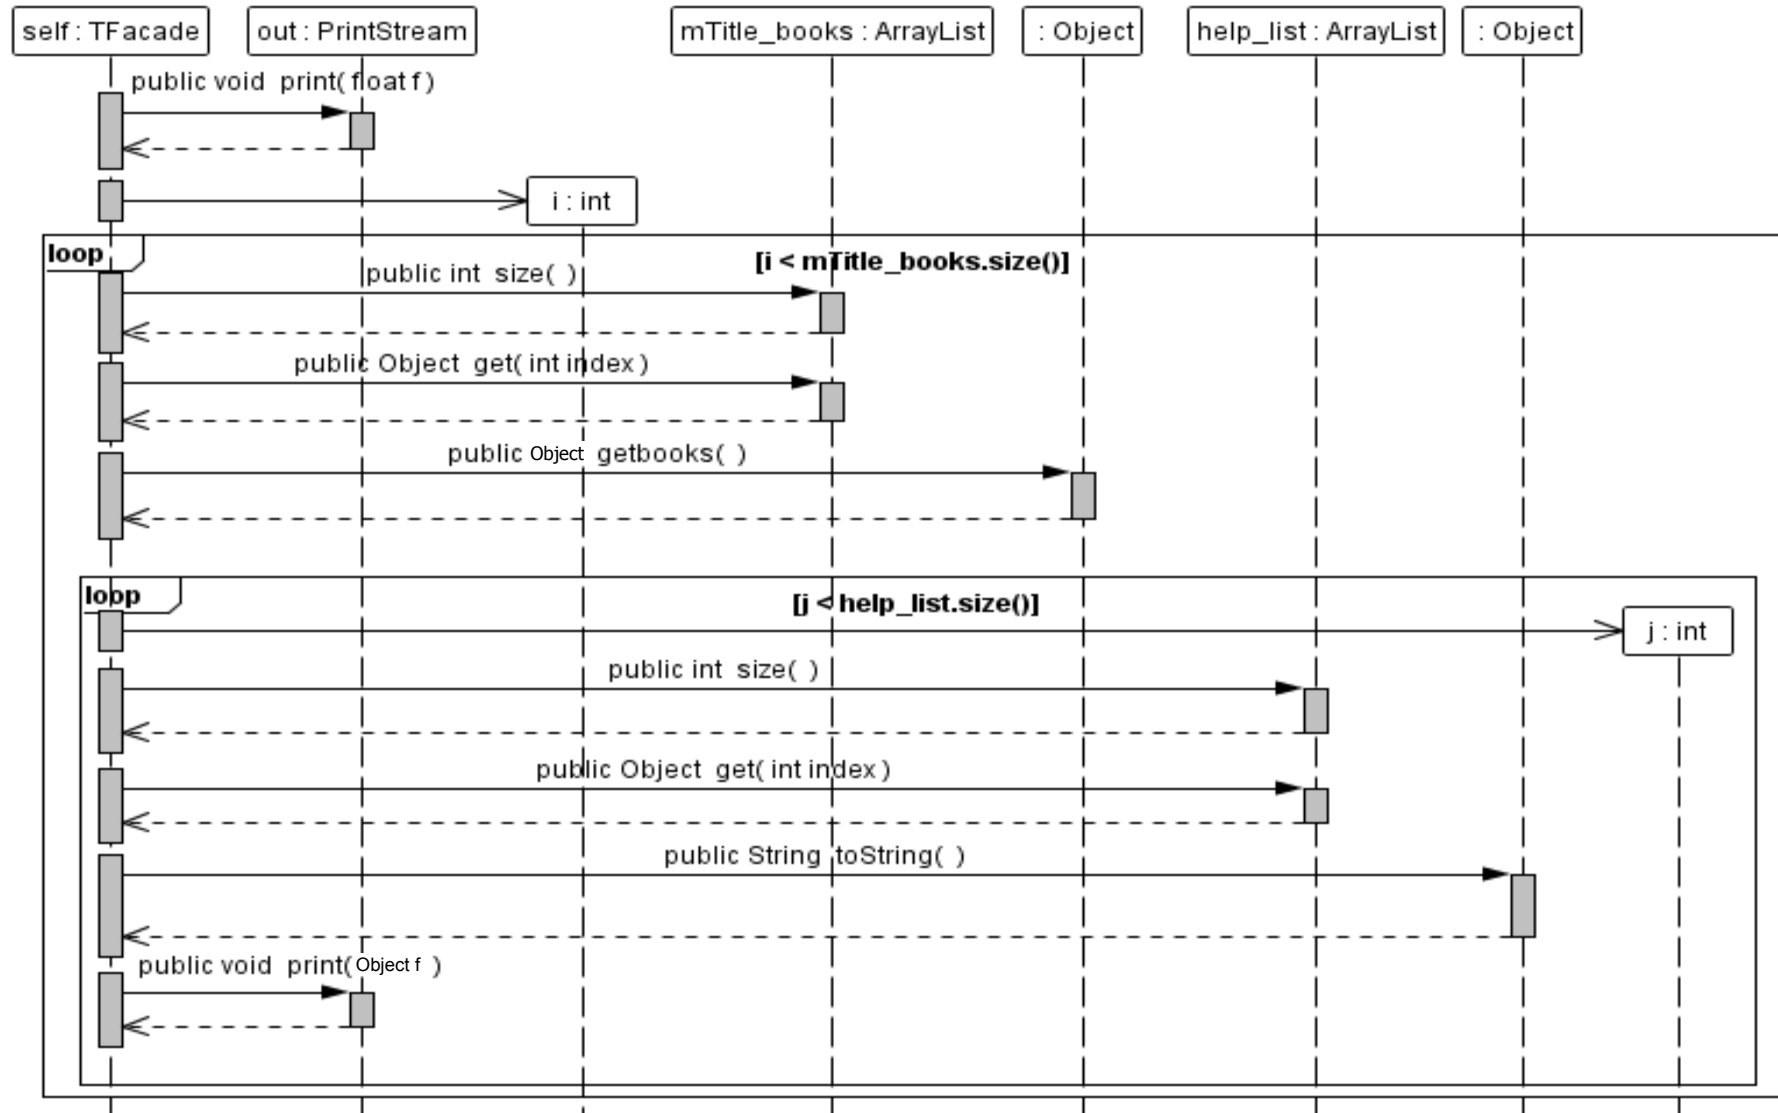 self : TFacade
out : PrintStream
mTitle_books : ArrayList
: Object
help_list : ArrayList
: Object
public void print( float f )
i : int
loop
[i < mTitle_books.size()]
public int size( )
public Object get( int index )
public Object getbooks( )
loop
[j < help_list.size()]
j : int
public int size( )
public Object get( int index )
public String toString( )
public void print( Object f )